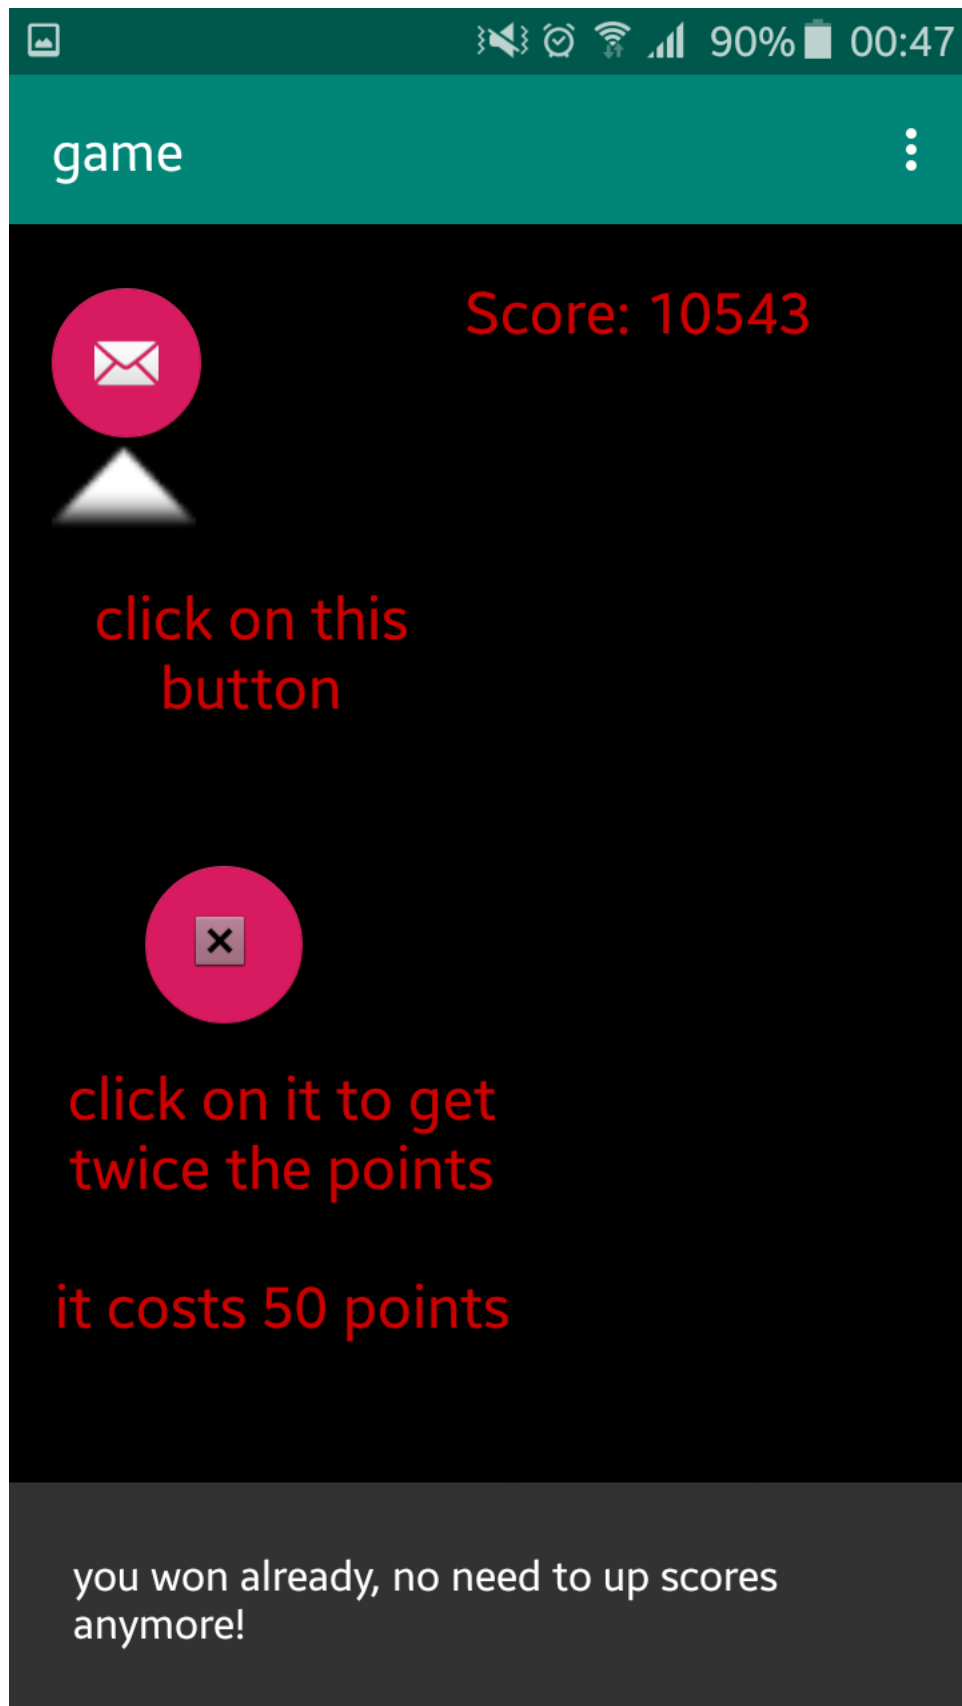 90% 00:47
game
Score: 10543
click on this
button
click on it to get
twice the points
it costs 50 points
you won already, no need to up scores
anymore!